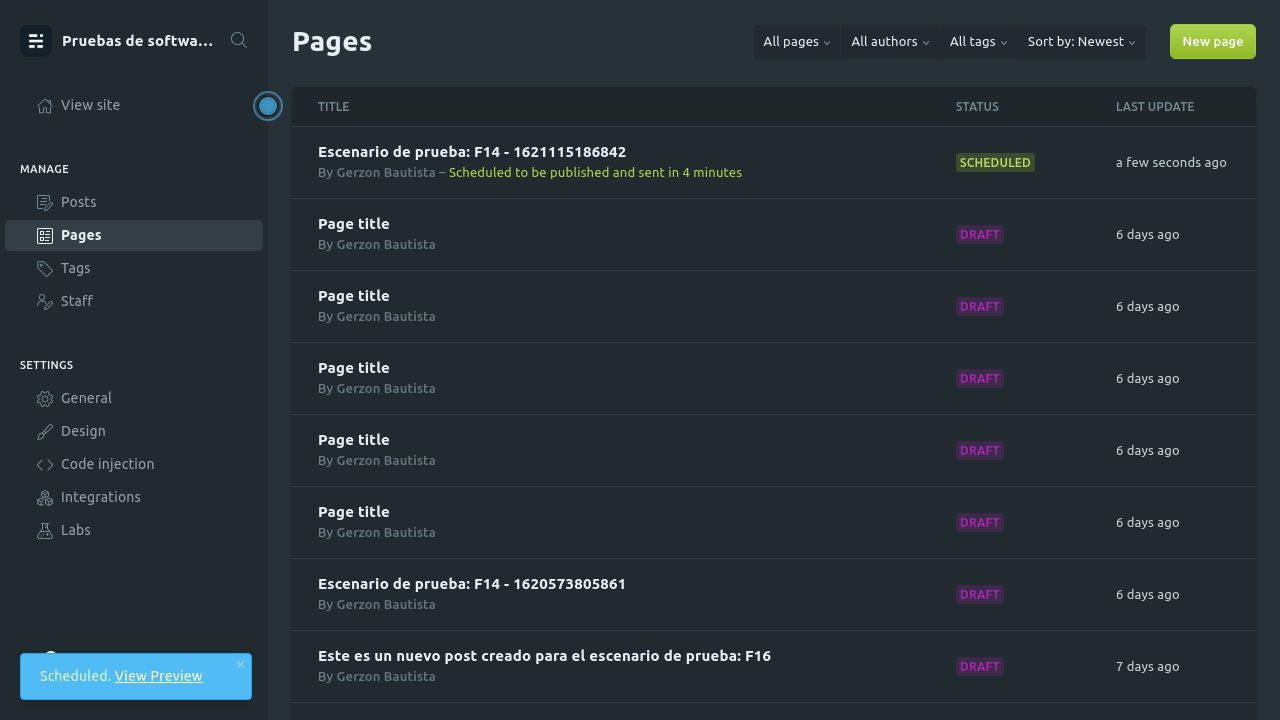 Pruebas de softwa...
View site
MANAGE
Posts
Pages
Tags
Staff
SETTINGS
General
Design
Code injection
Integrations
Labs
Scheduled. View Preview
Pages
All pages
All authors
All tags
Sort by: Newest
New page
TITLE STATUS LAST UPDATE
Escenario de prueba: F14 - 1621115186842
By Gerzon Bautista – Scheduled to be published and sent in 4 minutes
SCHEDULED
a few seconds ago
Page title
By Gerzon Bautista
DRAFT
6 days ago
Page title
By Gerzon Bautista
DRAFT
6 days ago
Page title
By Gerzon Bautista
DRAFT
6 days ago
Page title
By Gerzon Bautista
DRAFT
6 days ago
Page title
By Gerzon Bautista
DRAFT
6 days ago
Escenario de prueba: F14 - 1620573805861
By Gerzon Bautista
DRAFT
6 days ago
Este es un nuevo post creado para el escenario de prueba: F16
By Gerzon Bautista
DRAFT
7 days ago